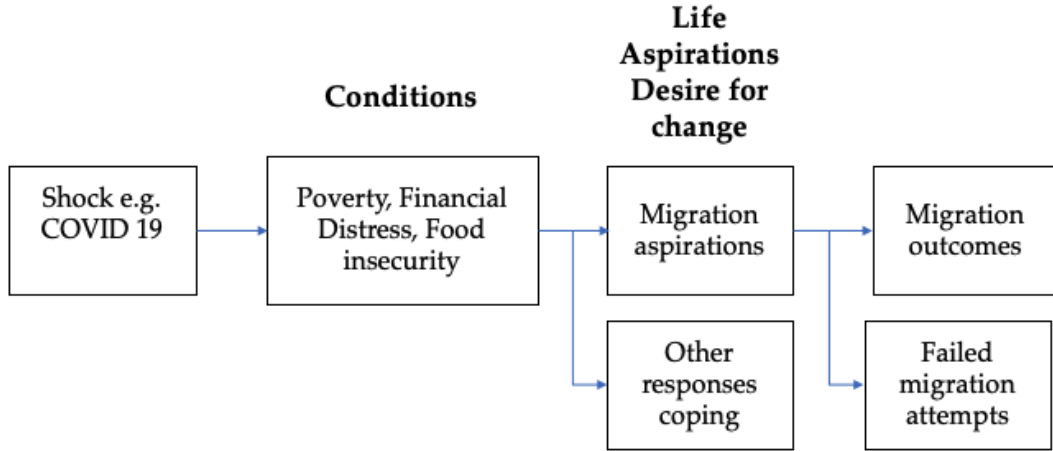 Life
Aspirations
Desire for
change
Conditions
Shock e.g.
COVID 19
Poverty, Financial
Distress, Food
insecurity
Migration
aspirations
Migration
outcomes
Other
responses
coping
Failed
migration
attempts